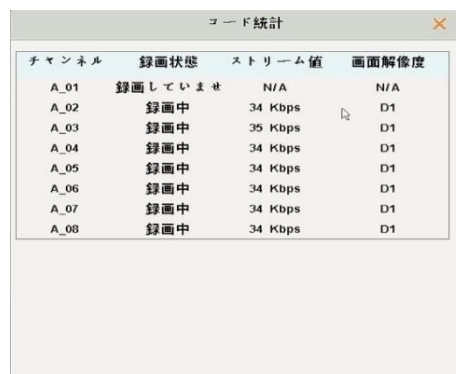 コード統計
チャンネル 録画状態 ストリーム値 画面解像度
A_01 録画していませ N/A N/A
A_02 録画中 34 Kbps D1
A_03 録画中 35 Kbps D1
A_04 録画中 34 Kbps D1
A_05 録画中 34 Kbps D1
A_06 録画中 34 Kbps D1
A_07 録画中 34 Kbps D1
A_08 録画中 34 Kbps D1